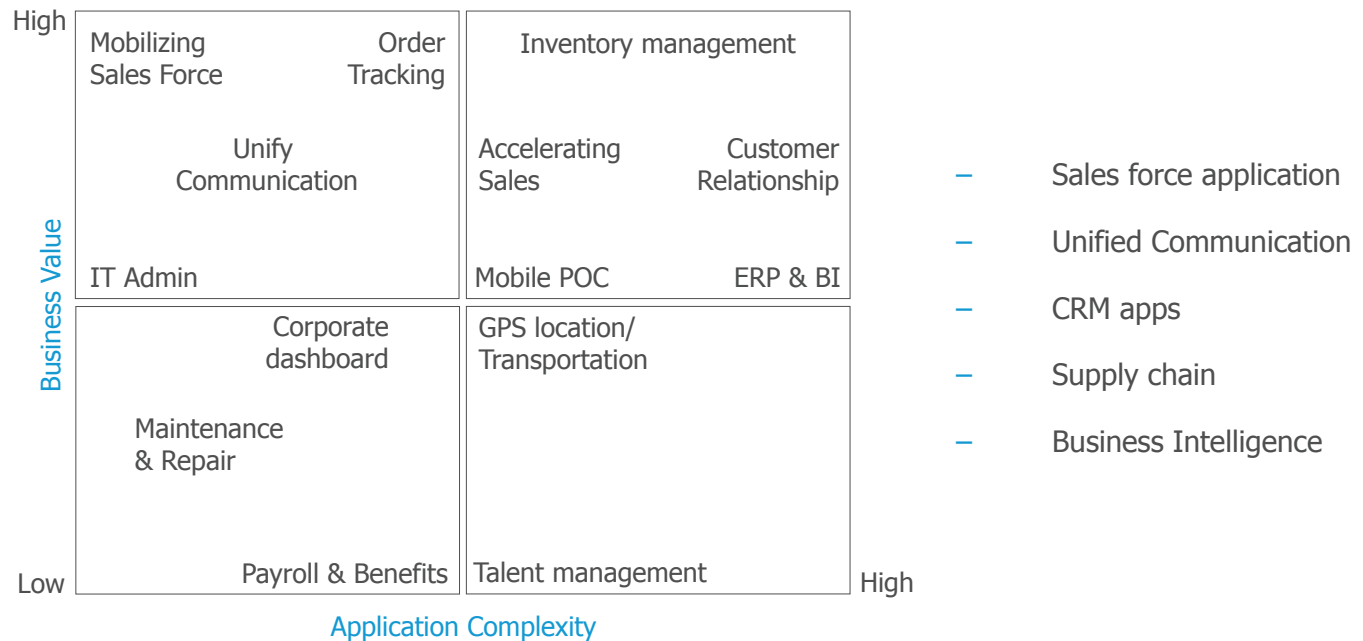 High
Mobilizing
Sales Force
Order
Tracking
Inventory management
Unify
Communication
Accelerating
Sales
Customer
Relationship
IT Admin
Mobile POC
ERP & BI
Business Value
Corporate
dashboard
GPS location/
Transportation
Maintenance
& Repair
Low
Payroll & Benefits
Talent management
High
Application Complexity
– Sales force application
– Unified Communication
– CRM apps
– Supply chain
– Business Intelligence